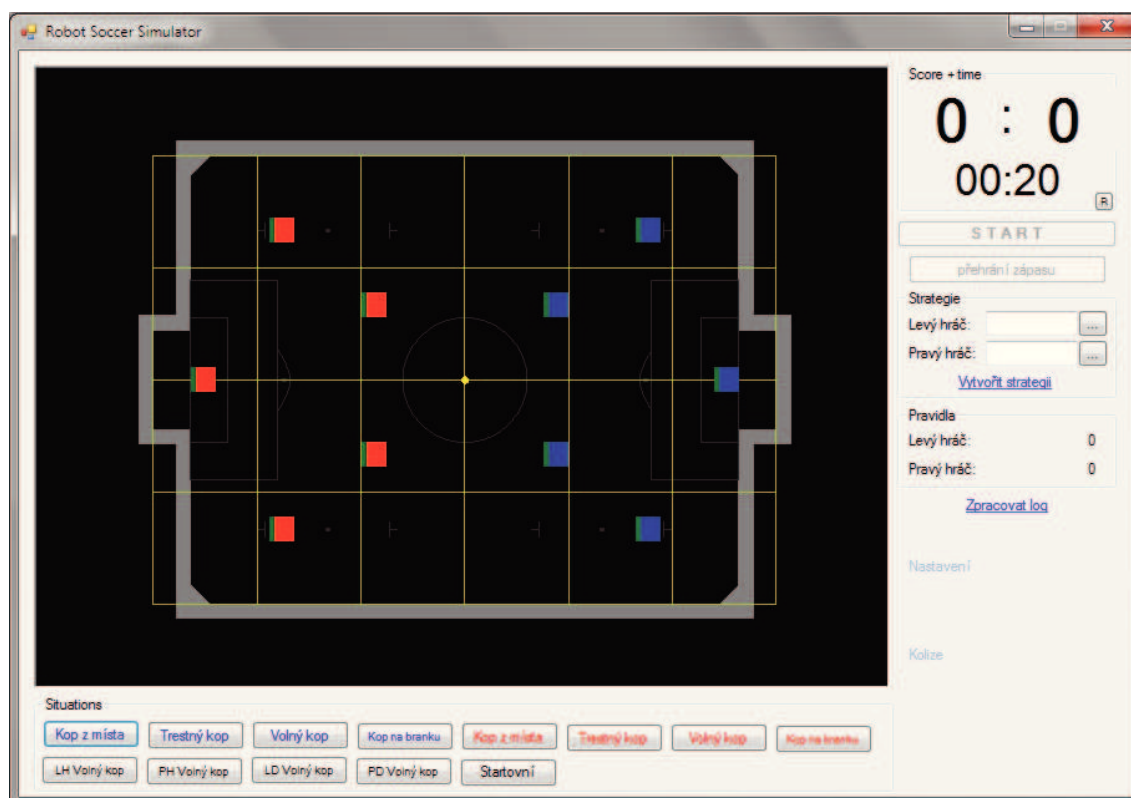 Robot Soccer Simulator
Score + time
0 : 0
00:20
R
START
přehrání zápasu
Strategie
Levý hráč: ...
Pravý hráč: ...
Vytvořit strategii
Pravidla
Levý hráč: 0
Pravý hráč: 0
Zpracovat log
Nastavení
Kolize
Situations
Kop z místa Trestný kop Volný kop Kop na branku Kop z místa Trestný kop Volný kop Kop na branku
LH Volný kop PH Volný kop LD Volný kop PD Volný kop Startovní